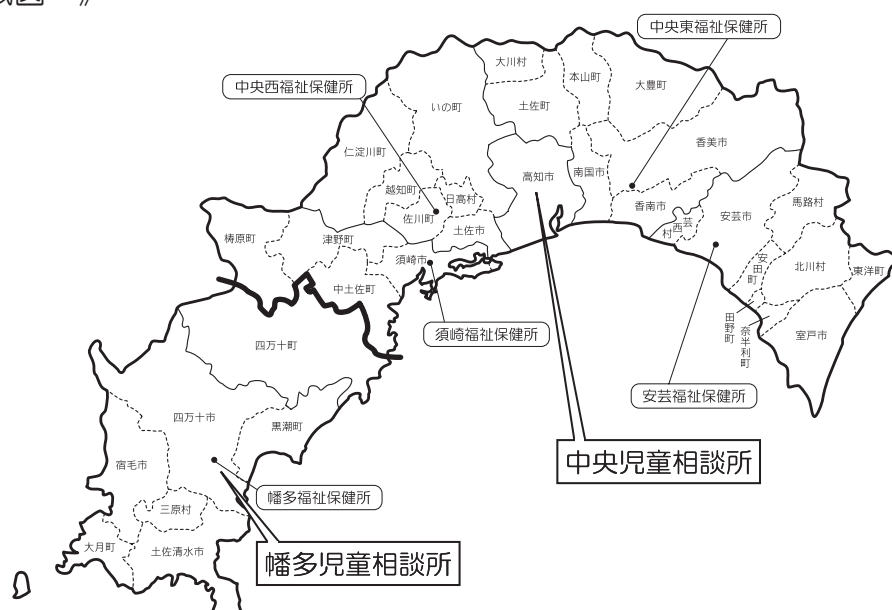 中央東福祉保健所
中央西福祉保健所
大川村
本山町
大豊町
土佐町
いの町
香美市
仁淀川町
高知市
南国市
越知町
日高村
佐川町
土佐市
香南市
芸西村
安芸市
馬路村
梼原町
津野町
須崎市
中土佐町
安田町
北川村
東洋町
田野町
奈半利町
室戸市
須崎福祉保健所
四万十町
安芸福祉保健所
四万十市
黒潮町
中央児童相談所
宿毛市
幡多福祉保健所
三原村
大月町
土佐清水市
幡多児童相談所